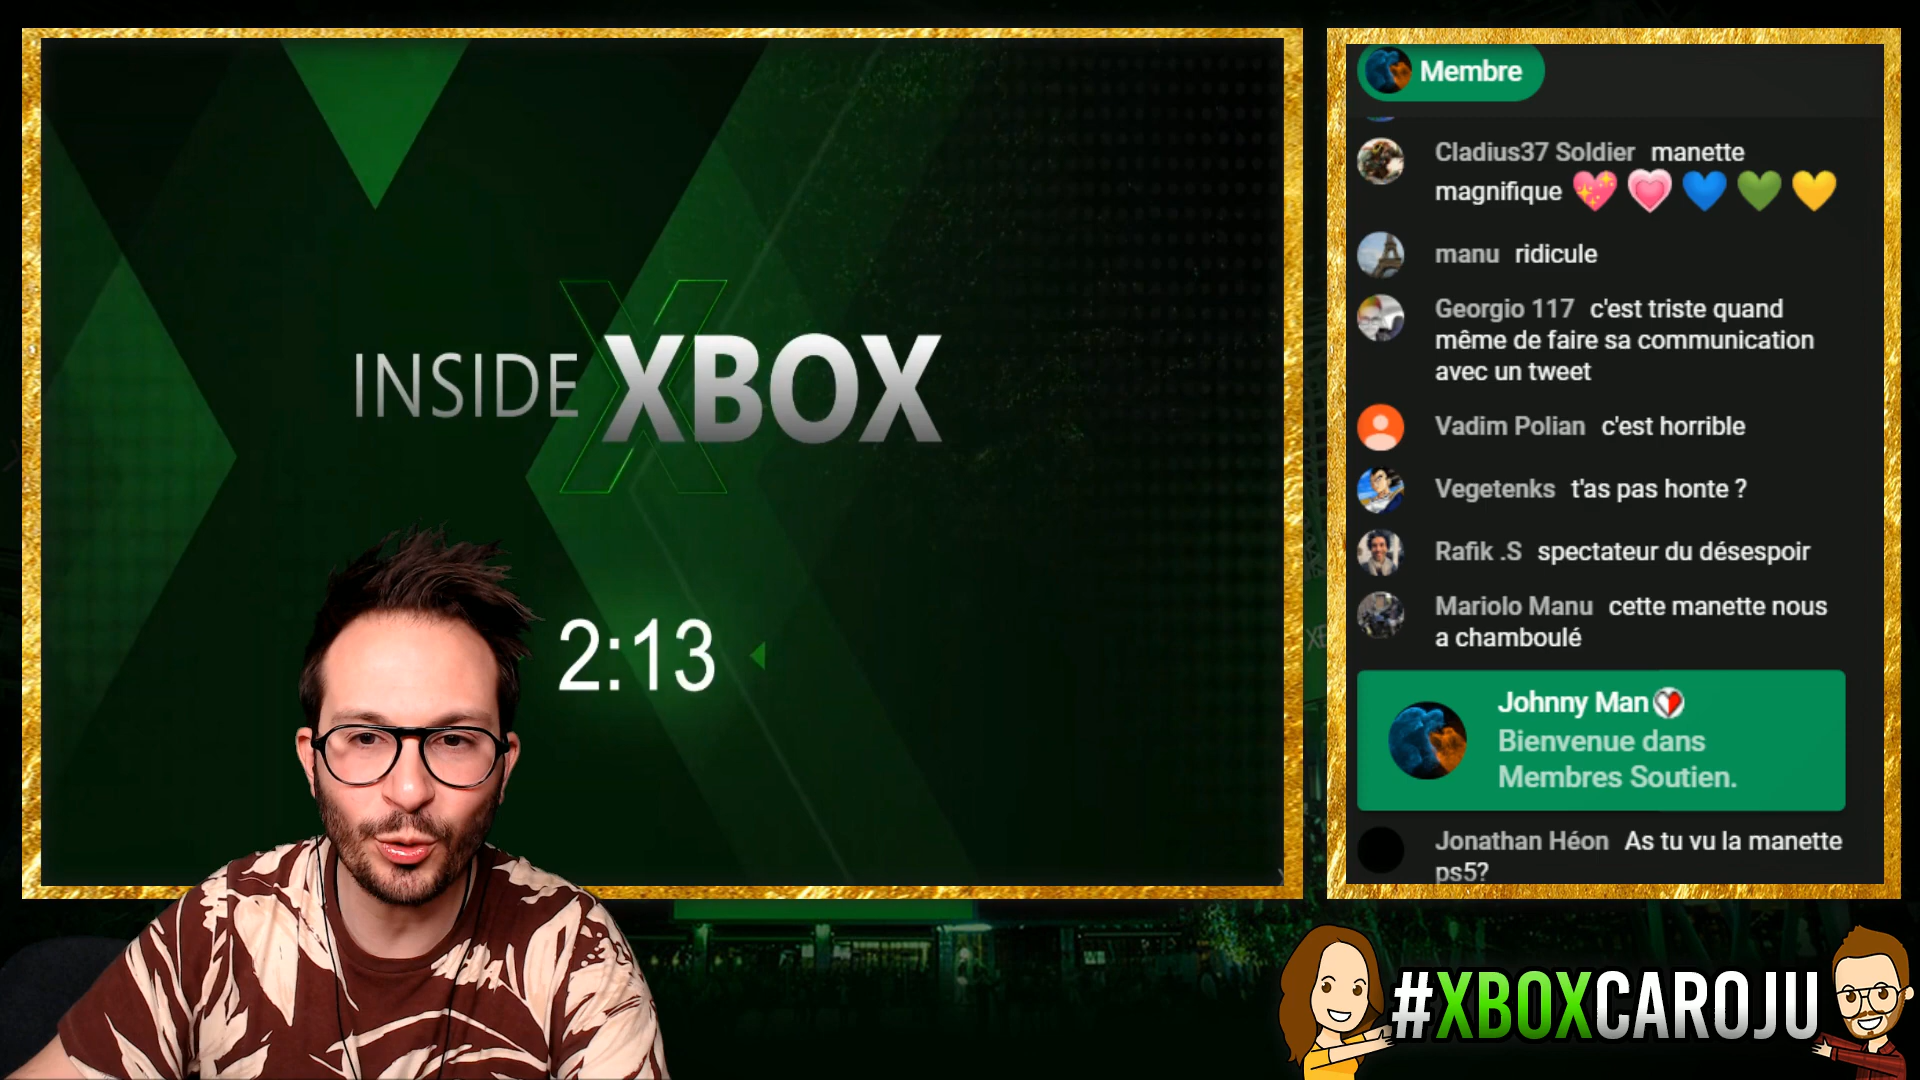 INSIDE XBOX
2:13
Membre
Cladius37 Soldier manette
magnifique
manu ridicule
Georgio 117 c'est triste quand
même de faire sa communication
avec un tweet
Vadim Polian c'est horrible
Vegetenks t'as pas honte ?
Rafik .S spectateur du désespoir
Mariolo Manu cette manette nous
a chamboulé
Johnny Man
Bienvenue dans
Membres Soutien.
Jonathan Héon As tu vu la manette
ps5?
#XBOXCAROJU